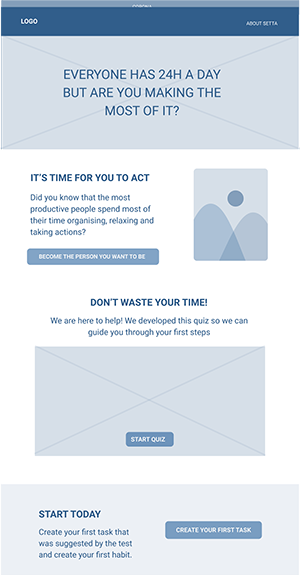 CORONA
LOGO
ABOUT SETTA
EVERYONE HAS 24H A DAY
BUT ARE YOU MAKING THE
MOST OF IT?
IT'S TIME FOR YOU TO ACT
Did you know that the most
productive people spend most of
their time organising, relaxing and
taking actions?
BECOME THE PERSON YOU WANT TO BE
DON'T WASTE YOUR TIME!
We are here to help! We developed this quiz so we can
guide you through your first steps
START QUIZ
START TODAY
Create your first task that
was suggested by the test
and create your first habit.
CREATE YOUR FIRST TASK